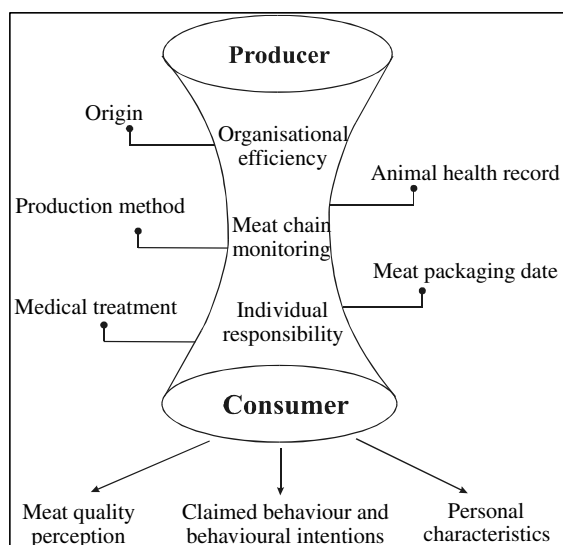 Producer
Origin
Organisational
efficiency
Animal health record
Production method
Meat chain
monitoring
Meat packaging date
Medical treatment
Individual
responsibility
Consumer
Meat quality
perception
Claimed behaviour and
behavioural intentions
Personal
characteristics